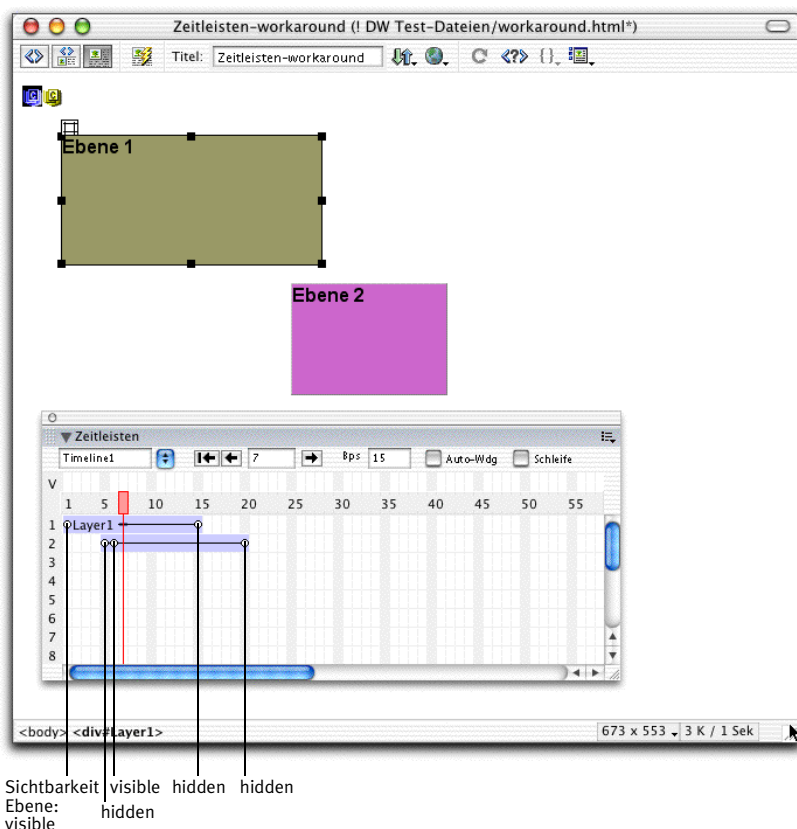 Zeitleisten-workaround (! DW Test-Dateien/workaround.html*)
Titel: Zeitleisten-workaround
Ebene 1
Ebene 2
Zeitleisten
Timeline1 7 Bps 15 Auto-Wdg Schleife
V
1 5 10 15 20 25 30 35 40 45 50 55
1 Layer1
2
3
4
5
6
7
8
<body> <div#Layer1> 673 x 553 3 K / 1 Sek
Sichtbarkeit visible hidden hidden
Ebene: hidden
visible